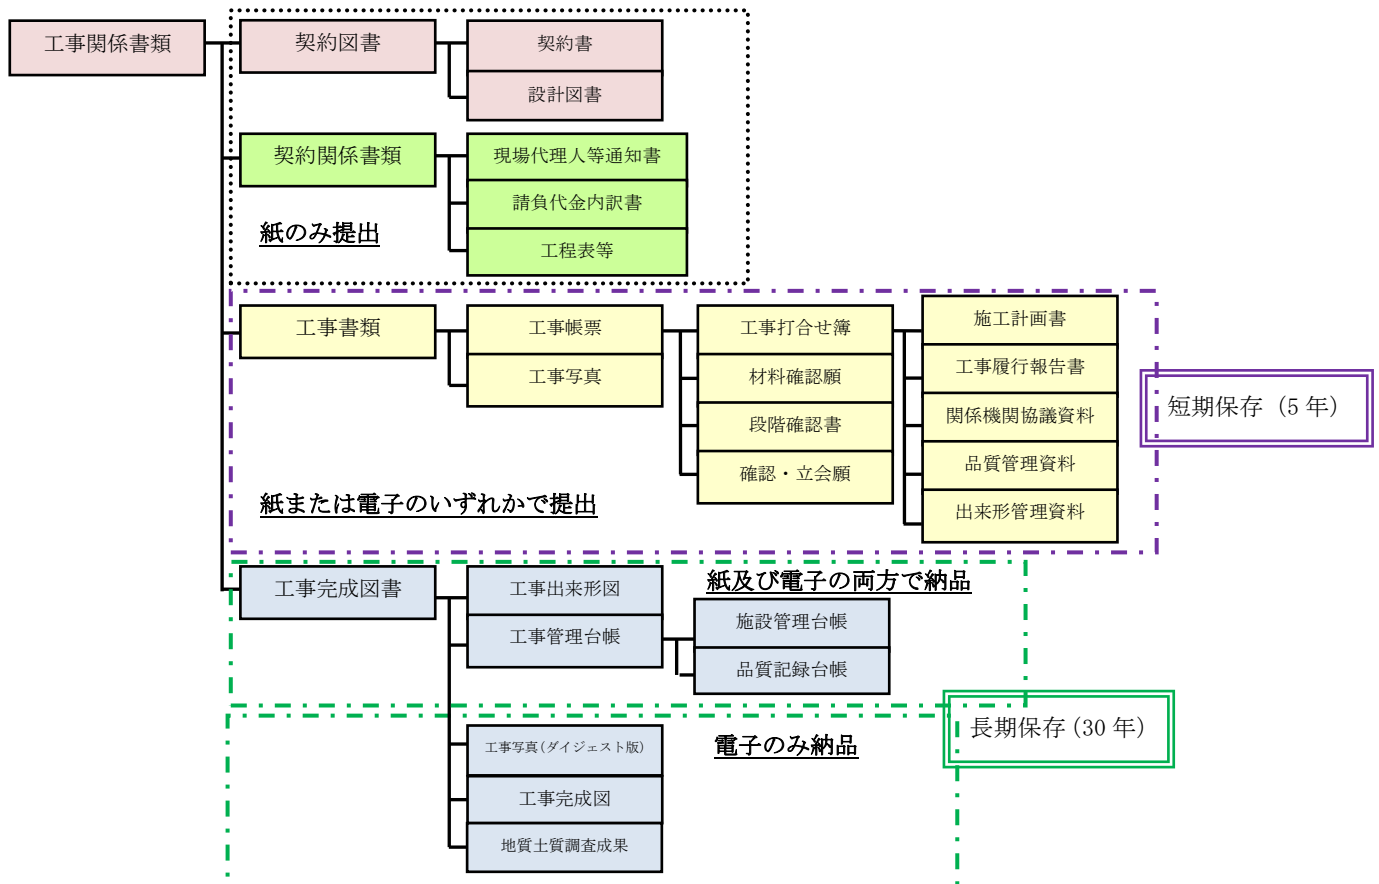 工事関係書類
契約図書
契約書
設計図書
契約関係書類
現場代理人等通知書
請負代金内訳書
工程表等
紙のみ提出
工事書類
工事帳票
工事写真
工事打合せ簿
材料確認願
段階確認書
確認・立会願
施工計画書
工事履行報告書
関係機関協議資料
品質管理資料
出来形管理資料
短期保存（5年）
紙または電子のいずれかで提出
工事完成図書
工事出来形図
工事管理台帳
紙及び電子の両方で納品
施設管理台帳
品質記録台帳
長期保存(30年)
電子のみ納品
工事写真(ダイジェスト版)
工事完成図
地質土質調査成果